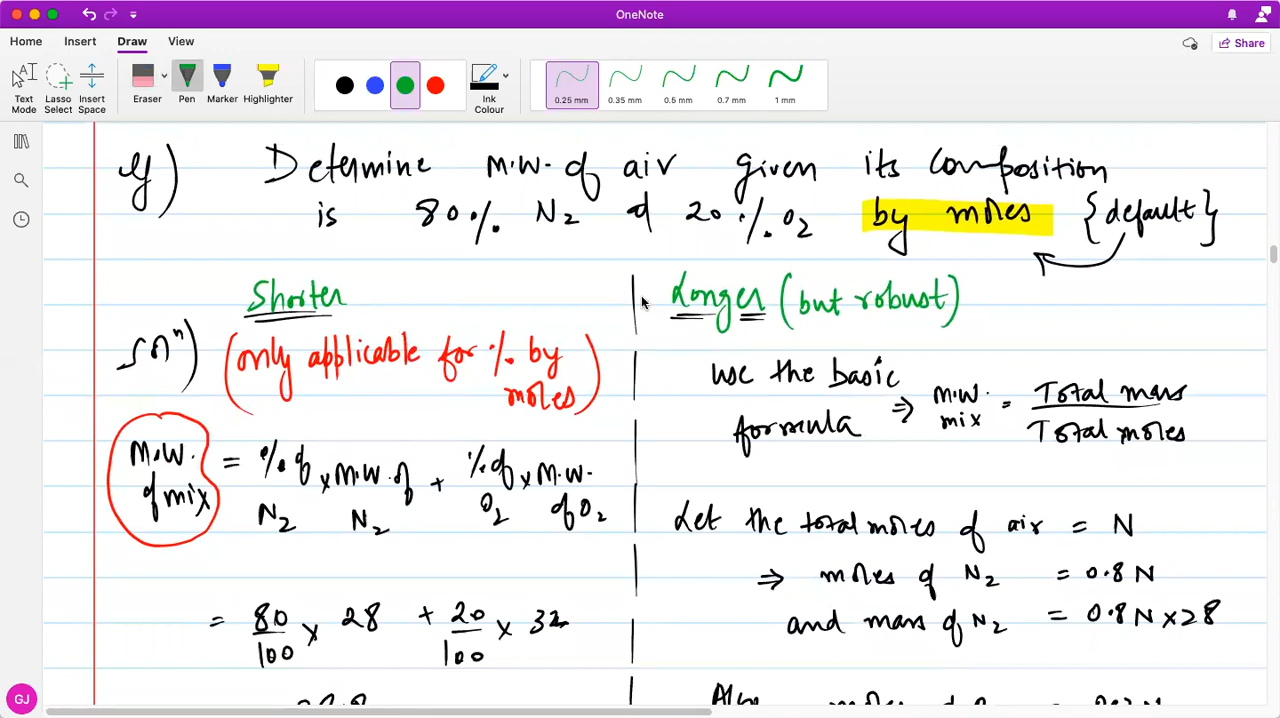 OneNote
Home Insert Draw View
Share
Text Mode
Lasso Select
Insert Space
Eraser
Pen
Marker
Highlighter
Ink Colour
0.25 mm
0.35 mm
0.5 mm
0.7 mm
1 mm
eg) Determine M.W. of air given its composition
is 80% N2 & 20% O2 by moles {default}
Shorter
Solⁿ) (only applicable for % by
moles)
M.W. of mix = % of N2 x M.W. of N2 + % of O2 x M.W. of O2
= 80/100 x 28 + 20/100 x 32
Longer (but robust)
use the basic
formula ⇒ M.W. mix = Total mass / Total moles
Let the total moles of air = N
⇒ moles of N2 = 0.8 N
and mass of N2 = 0.8 N x 28
GJ